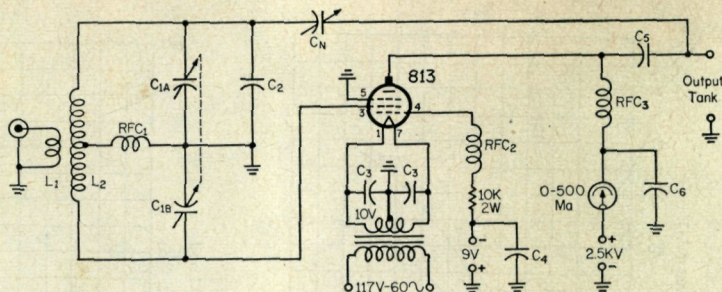 CN
C5
813
C1A
C2
5
3
4
1
7
RFC3
Output
Tank
RFC1
RFC2
L1
L2
C3
C3
10K
2W
0-500
Ma
C6
C1B
10V
-
9V
+
C4
+
2.5KV
-
117V-60~